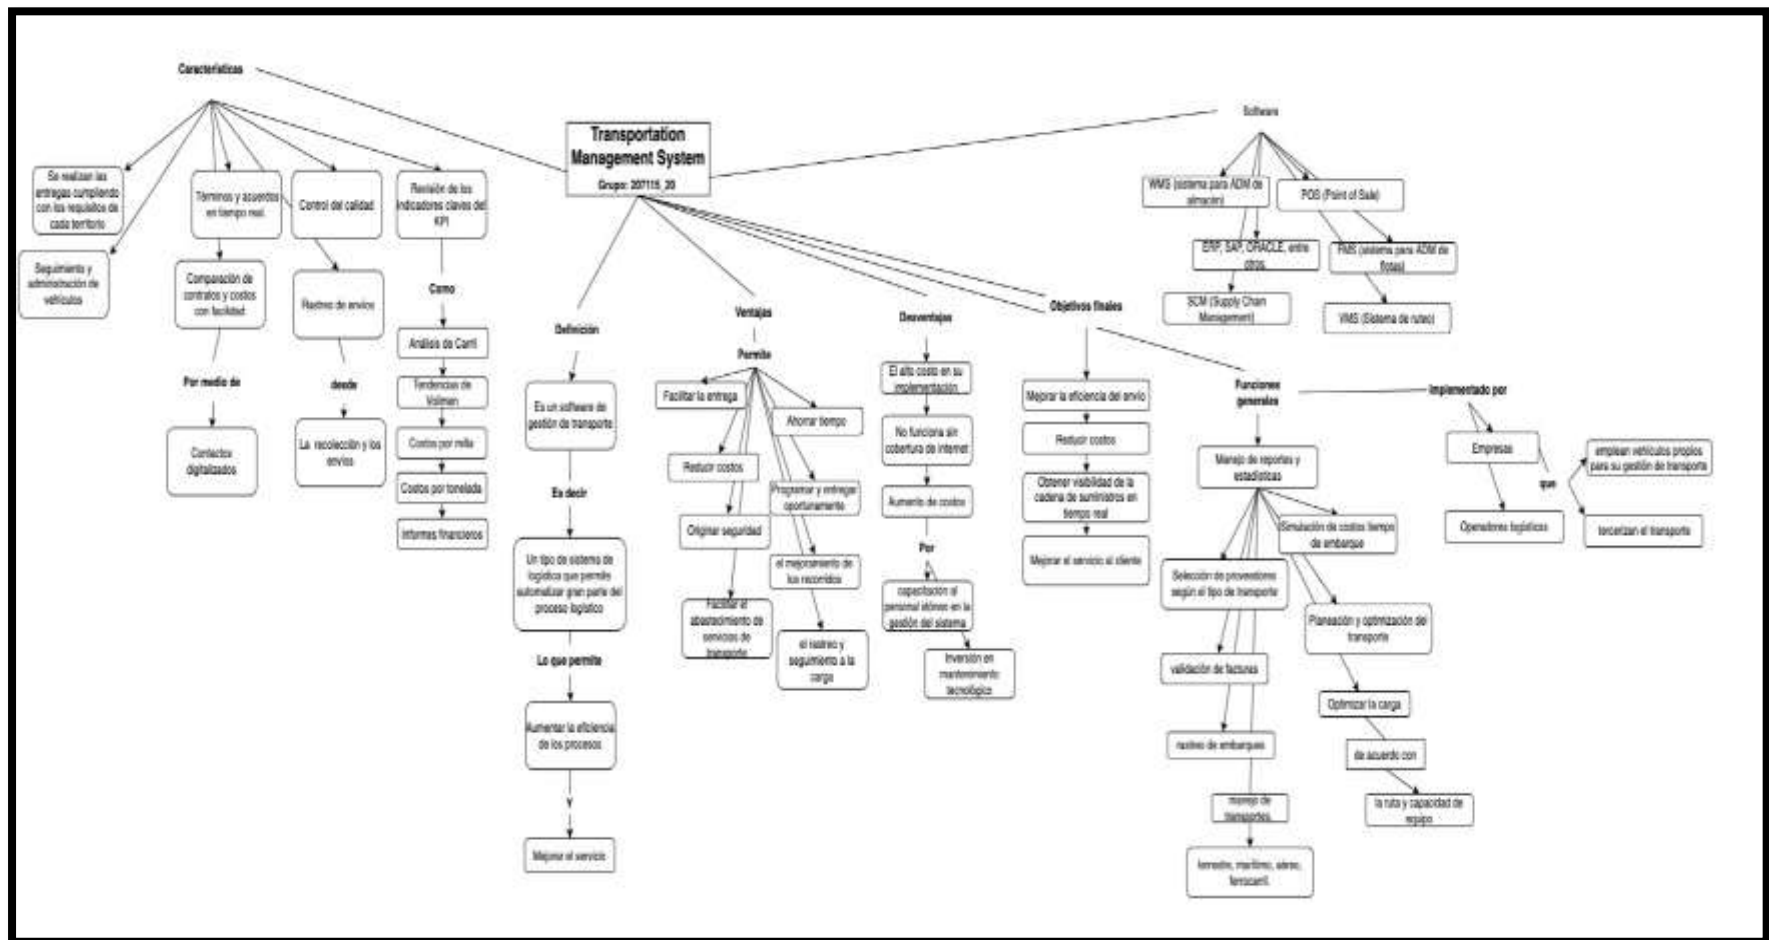 Características
Se realizan las
entregas cumpliendo
con los requisitos de
cada territorio
Seguimiento y
administración de
vehículos
Términos y acuerdos
en tiempo real.
Comparación de
contratos y costos
con facilidad.
Por medio de
Contactos
digitalizados
Control del calidad
Rastreo de envíos
desde
La recolección y los
envíos
Revisión de los
indicadores claves del
KPI
Como
Análisis de Carril
Tendencias de
Volimen
Costos por milla
Costos por tonelada
Informes financieros
Transportation
Management System
Grupo: 207115_20
Definición
Es un software de
gestión de transporte
Es decir
Un tipo de sistema de
logística que permite
automatizar gran parte del
proceso logístico
Lo que permite
Aumentar la eficiencia
de los procesos
Y
Mejorar el servicio
Ventajas
Permite
Facilitar la entrega
Ahorrar tiempo
Reducir costos
Programar y entregar
oportunamente
Originar seguridad
el mejoramiento de
los recorridos
Facilitar el
abastecimiento de
servicios de
transporte
el rastreo y
seguimiento a la
carga
Desventajas
El alto costo en su
implementación
No funciona sin
cobertura de internet
Aumento de costos
Por
capacitación al
personal idóneo en la
gestión del sistema
Inversión en
mantenimiento
tecnológico
Objetivos finales
Mejorar la eficiencia del envío
Reducir costos
Obtener visibilidad de la
cadena de suministros en
tiempo real
Mejorar el servicio al cliente
Funciones
generales
Manejo de reportes y
estadísticas
Simulación de costos tiempo
de embarque
Selección de proveedores
según el tipo de transporte
Planeación y optimización de
transporte
validación de facturas
Optimizar la carga
rastreo de embarques
de acuerdo con
manejo de
transportes.
la ruta y capacidad de
equipo
terrestre, marítimo, aéreo,
ferrocarril.
Implementado por
Empresas
Operadores logísticos
que
emplean vehículos propios
para su gestión de transporte
tercerizan el transporte
Software
WMS (sistema para ADM de
almacén)
POS (Point of Sale)
ERP, SAP, ORACLE, entre
otros.
FMS (sistema para ADM de
flotas)
SCM (Supply Chain
Management)
VMS (Sistema de ruteo)